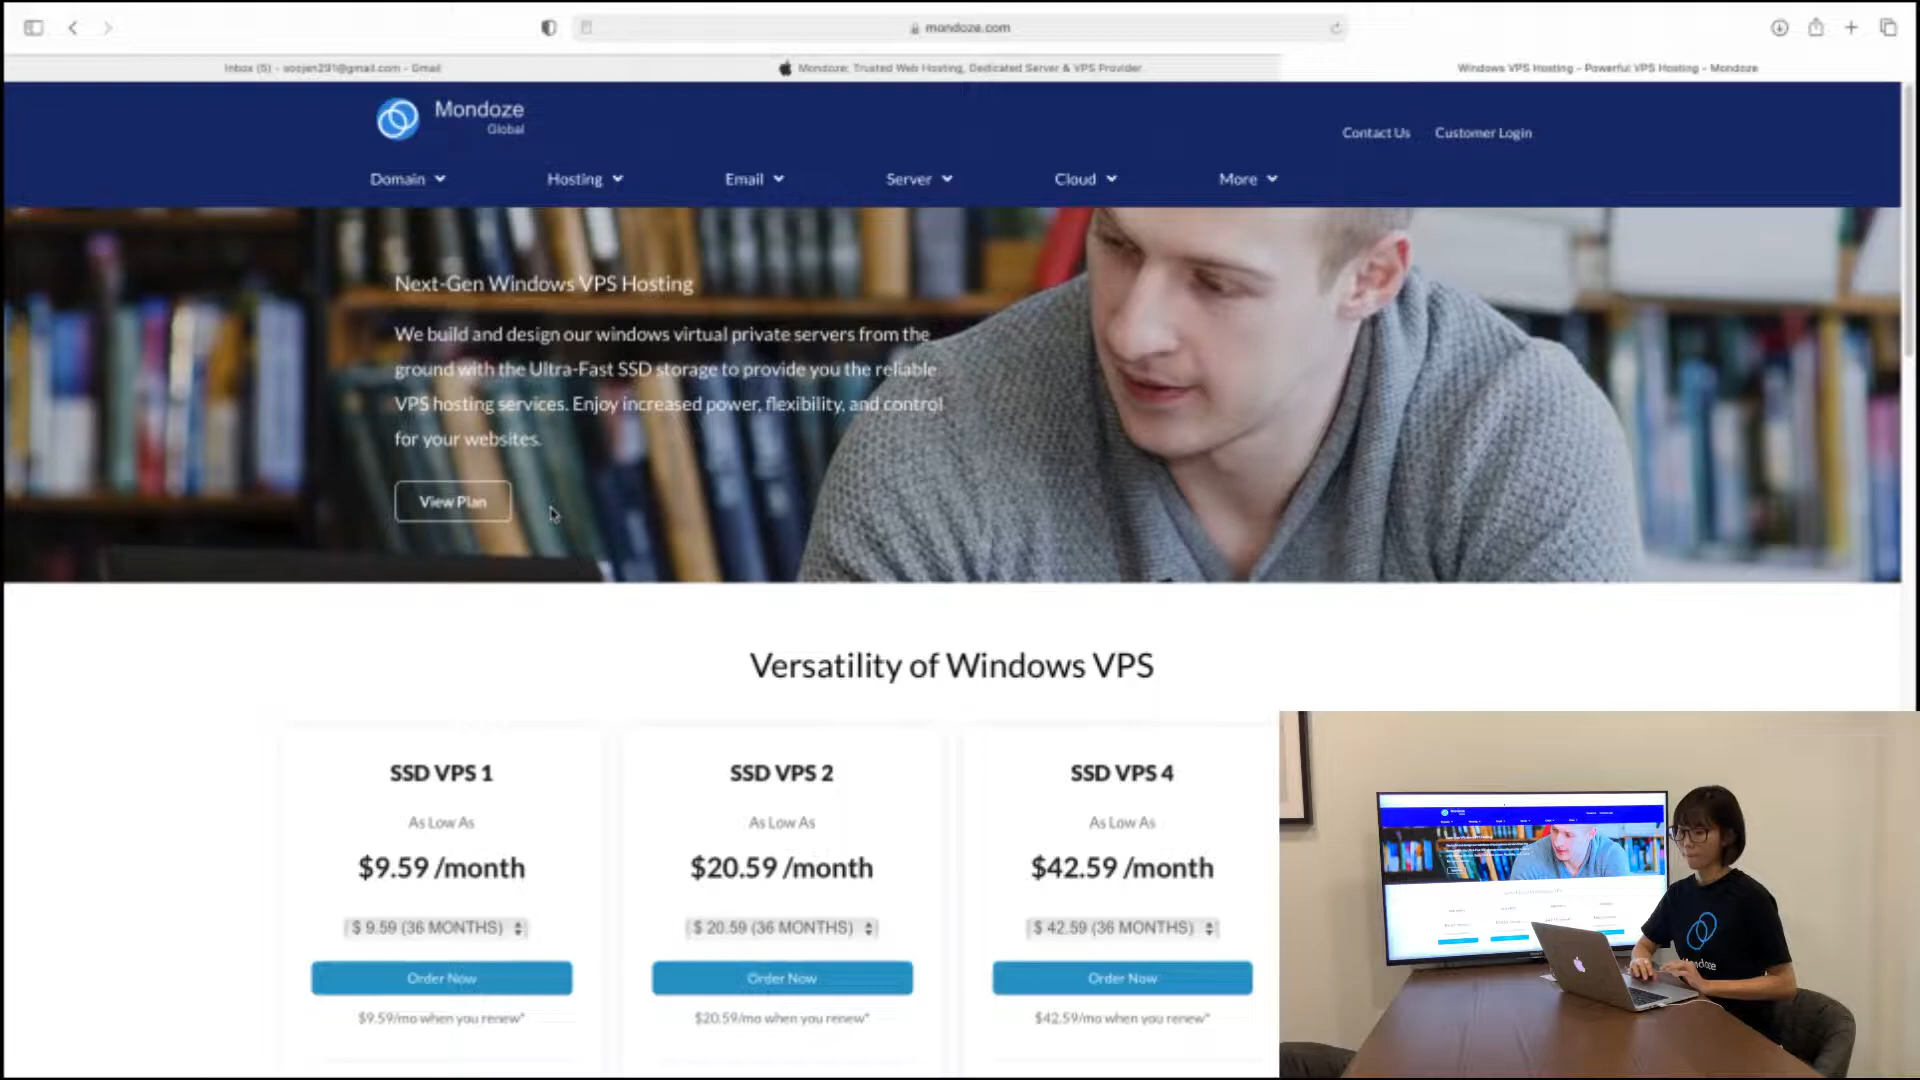 mondoze.com
Mondoze: Trusted Web Hosting, Dedicated Server & VPS Provider
Windows VPS Hosting - Powerful VPS Hosting - Mondoze
Mondoze
Global
Contact Us
Customer Login
Domain
Hosting
Email
Server
Cloud
More
Next-Gen Windows VPS Hosting
We build and design our windows virtual private servers from the
ground with the Ultra-Fast SSD storage to provide you the reliable
VPS hosting services. Enjoy increased power, flexibility, and control
for your websites.
View Plan
Versatility of Windows VPS
SSD VPS 1
As Low As
$9.59 /month
$ 9.59 (36 MONTHS)
Order Now
$9.59/mo when you renew*
SSD VPS 2
As Low As
$20.59 /month
$ 20.59 (36 MONTHS)
Order Now
$20.59/mo when you renew*
SSD VPS 4
As Low As
$42.59 /month
$ 42.59 (36 MONTHS)
Order Now
$42.59/mo when you renew*
Mondoze